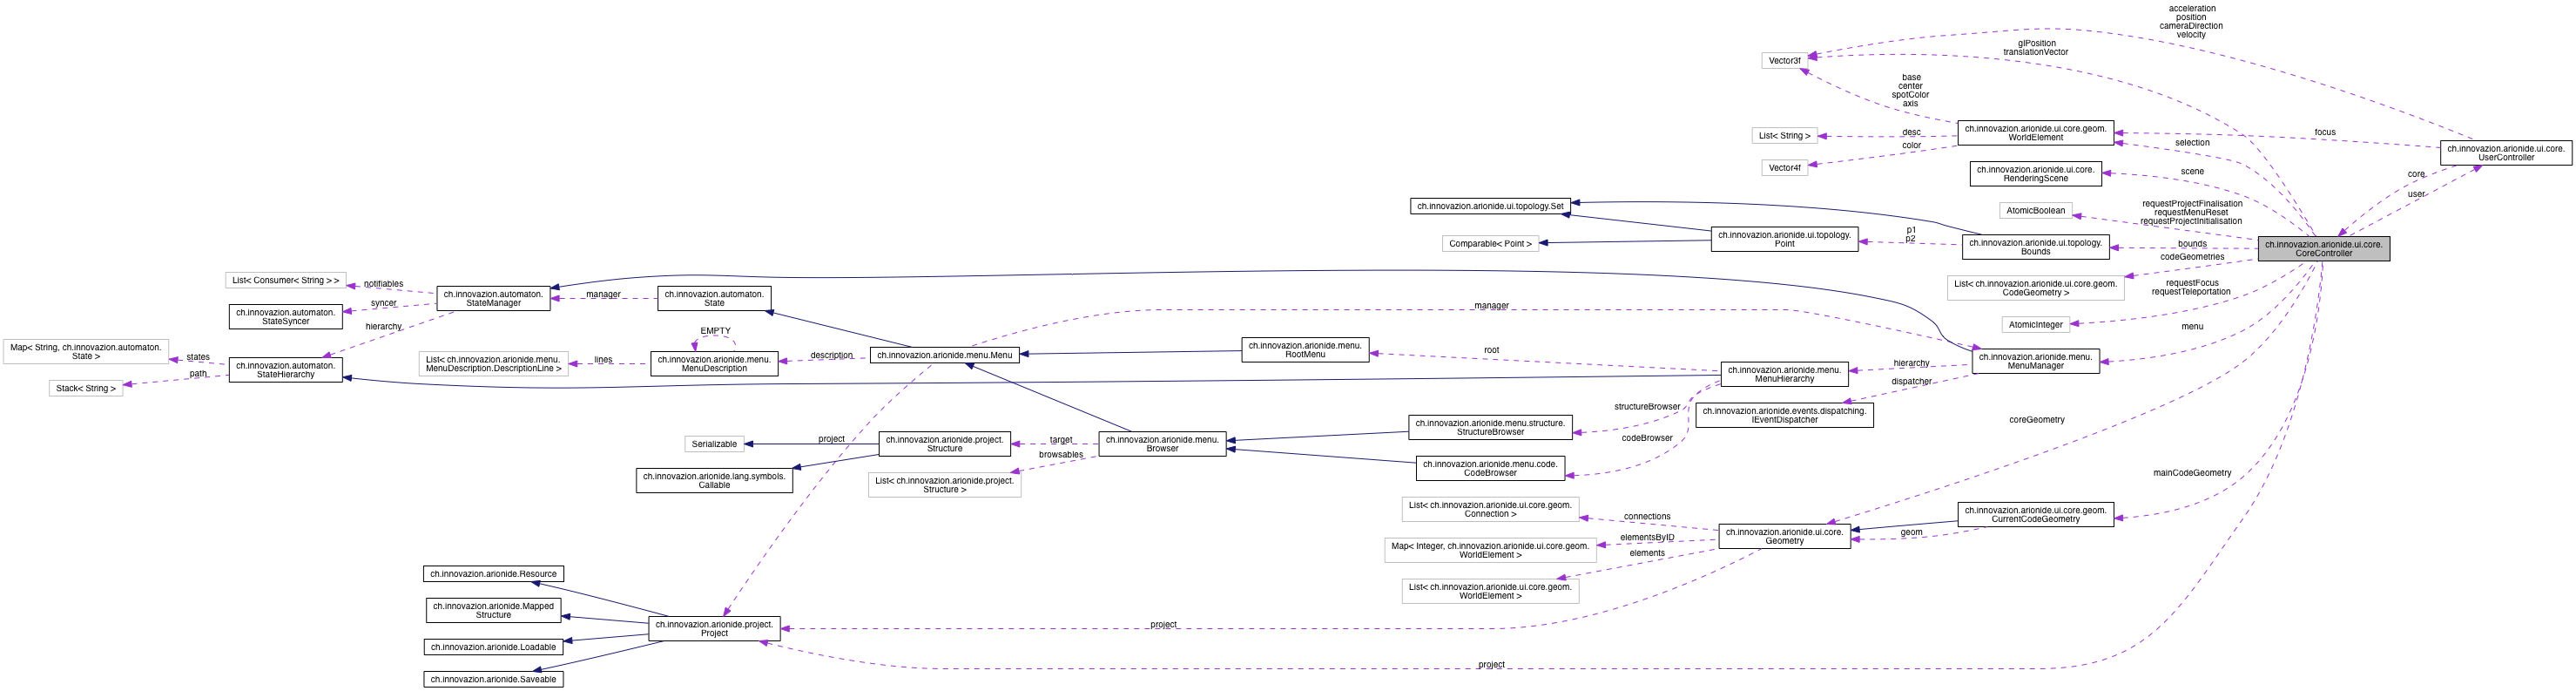 acceleration
position
cameraDirection
velocity
glPosition
translationVector
Vector3f
base
center
spotColor
axis
List< String >
desc
color
Vector4f
ch.innovazion.arionide.ui.core.geom.
WorldElement
focus
selection
ch.innovazion.arionide.ui.core.
UserController
ch.innovazion.arionide.ui.core.
RenderingScene
scene
core
user
AtomicBoolean
requestProjectFinalisation
requestMenuReset
requestProjectInitialisation
ch.innovazion.arionide.ui.topology.Set
Comparable< Point >
ch.innovazion.arionide.ui.topology.
Point
p1
p2
ch.innovazion.arionide.ui.topology.
Bounds
bounds
ch.innovazion.arionide.ui.core.
CoreController
codeGeometries
List< ch.innovazion.arionide.ui.core.geom.
CodeGeometry >
requestFocus
requestTeleportation
AtomicInteger
menu
List< Consumer< String > >
notifiables
ch.innovazion.automaton.
StateManager
manager
ch.innovazion.automaton.
State
syncer
ch.innovazion.automaton.
StateSyncer
hierarchy
manager
EMPTY
Map< String, ch.innovazion.automaton.
State >
states
ch.innovazion.automaton.
StateHierarchy
path
Stack< String >
List< ch.innovazion.arionide.menu.
MenuDescription.DescriptionLine >
lines
ch.innovazion.arionide.menu.
MenuDescription
description
ch.innovazion.arionide.menu.Menu
ch.innovazion.arionide.menu.
RootMenu
root
ch.innovazion.arionide.menu.
MenuHierarchy
hierarchy
ch.innovazion.arionide.menu.
MenuManager
dispatcher
ch.innovazion.arionide.events.dispatching.
IEventDispatcher
structureBrowser
codeBrowser
coreGeometry
Serializable
project
ch.innovazion.arionide.project.
Structure
target
browsables
ch.innovazion.arionide.menu.
Browser
ch.innovazion.arionide.menu.structure.
StructureBrowser
ch.innovazion.arionide.menu.code.
CodeBrowser
ch.innovazion.arionide.lang.symbols.
Callable
List< ch.innovazion.arionide.project.
Structure >
mainCodeGeometry
List< ch.innovazion.arionide.ui.core.geom.
Connection >
connections
Map< Integer, ch.innovazion.arionide.ui.core.geom.
WorldElement >
elementsByID
elements
List< ch.innovazion.arionide.ui.core.geom.
WorldElement >
ch.innovazion.arionide.ui.core.
Geometry
geom
ch.innovazion.arionide.ui.core.geom.
CurrentCodeGeometry
ch.innovazion.arionide.Resource
ch.innovazion.arionide.Mapped
Structure
ch.innovazion.arionide.Loadable
ch.innovazion.arionide.Saveable
ch.innovazion.arionide.project.
Project
project
project